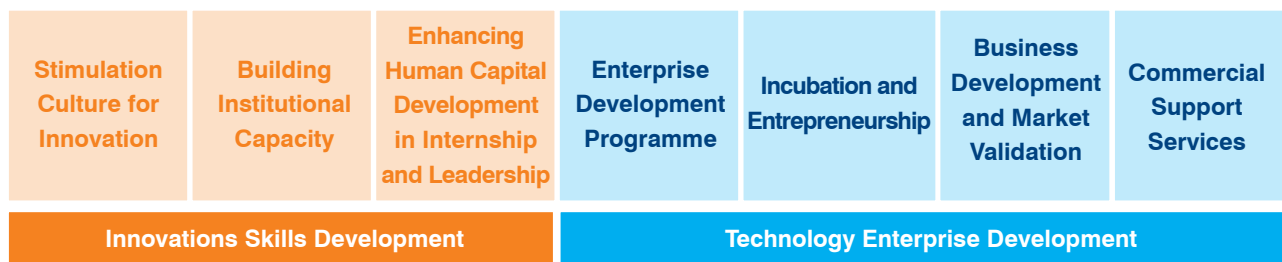 Stimulation
Culture for
Innovation
Building
Institutional
Capacity
Enhancing
Human Capital
Development
in Internship
and Leadership
Enterprise
Development
Programme
Incubation and
Entrepreneurship
Business
Development
and Market
Validation
Commercial
Support
Services
Innovations Skills Development
Technology Enterprise Development